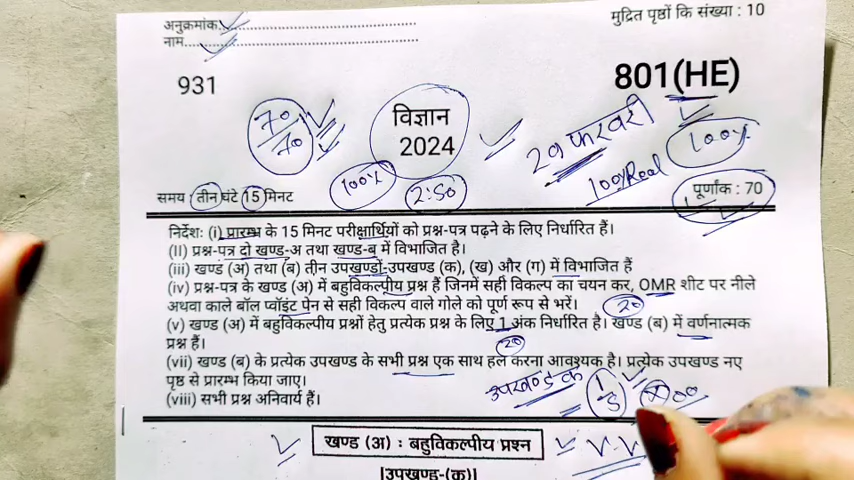 अनुक्रमांक..............................
मुद्रित पृष्ठों कि संख्या : 10
नाम..............................
931
801(HE)
70/70
विज्ञान
2024
29 फरवरी
100%
100% Real
100%
2:50
समय : तीन घंटे 15 मिनट
पूर्णांक : 70
निर्देशः (i) प्रारम्भ के 15 मिनट परीक्षार्थियों को प्रश्न-पत्र पढ़ने के लिए निर्धारित हैं।
(II) प्रश्न-पत्र दो खण्ड-अ तथा खण्ड-ब में विभाजित है।
(iii) खण्ड (अ) तथा (ब) तीन उपखण्डों-उपखण्ड (क), (ख) और (ग) में विभाजित हैं
(iv) प्रश्न-पत्र के खण्ड (अ) में बहुविकल्पीय प्रश्न हैं जिनमें सही विकल्प का चयन कर, OMR शीट पर नीले
अथवा काले बॉल प्वॉइंट पेन से सही विकल्प वाले गोले को पूर्ण रूप से भरें।
20
(v) खण्ड (अ) में बहुविकल्पीय प्रश्नों हेतु प्रत्येक प्रश्न के लिए 1 अंक निर्धारित है। खण्ड (ब) में वर्णनात्मक
प्रश्न हैं।
20
(vii) खण्ड (ब) के प्रत्येक उपखण्ड के सभी प्रश्न एक साथ हल करना आवश्यक है। प्रत्येक उपखण्ड नए
पृष्ठ से प्रारम्भ किया जाए।
उपखण्ड क
(viii) सभी प्रश्न अनिवार्य हैं।
खण्ड (अ) : बहुविकल्पीय प्रश्न
V.V
|उपखण्ड-(क)|